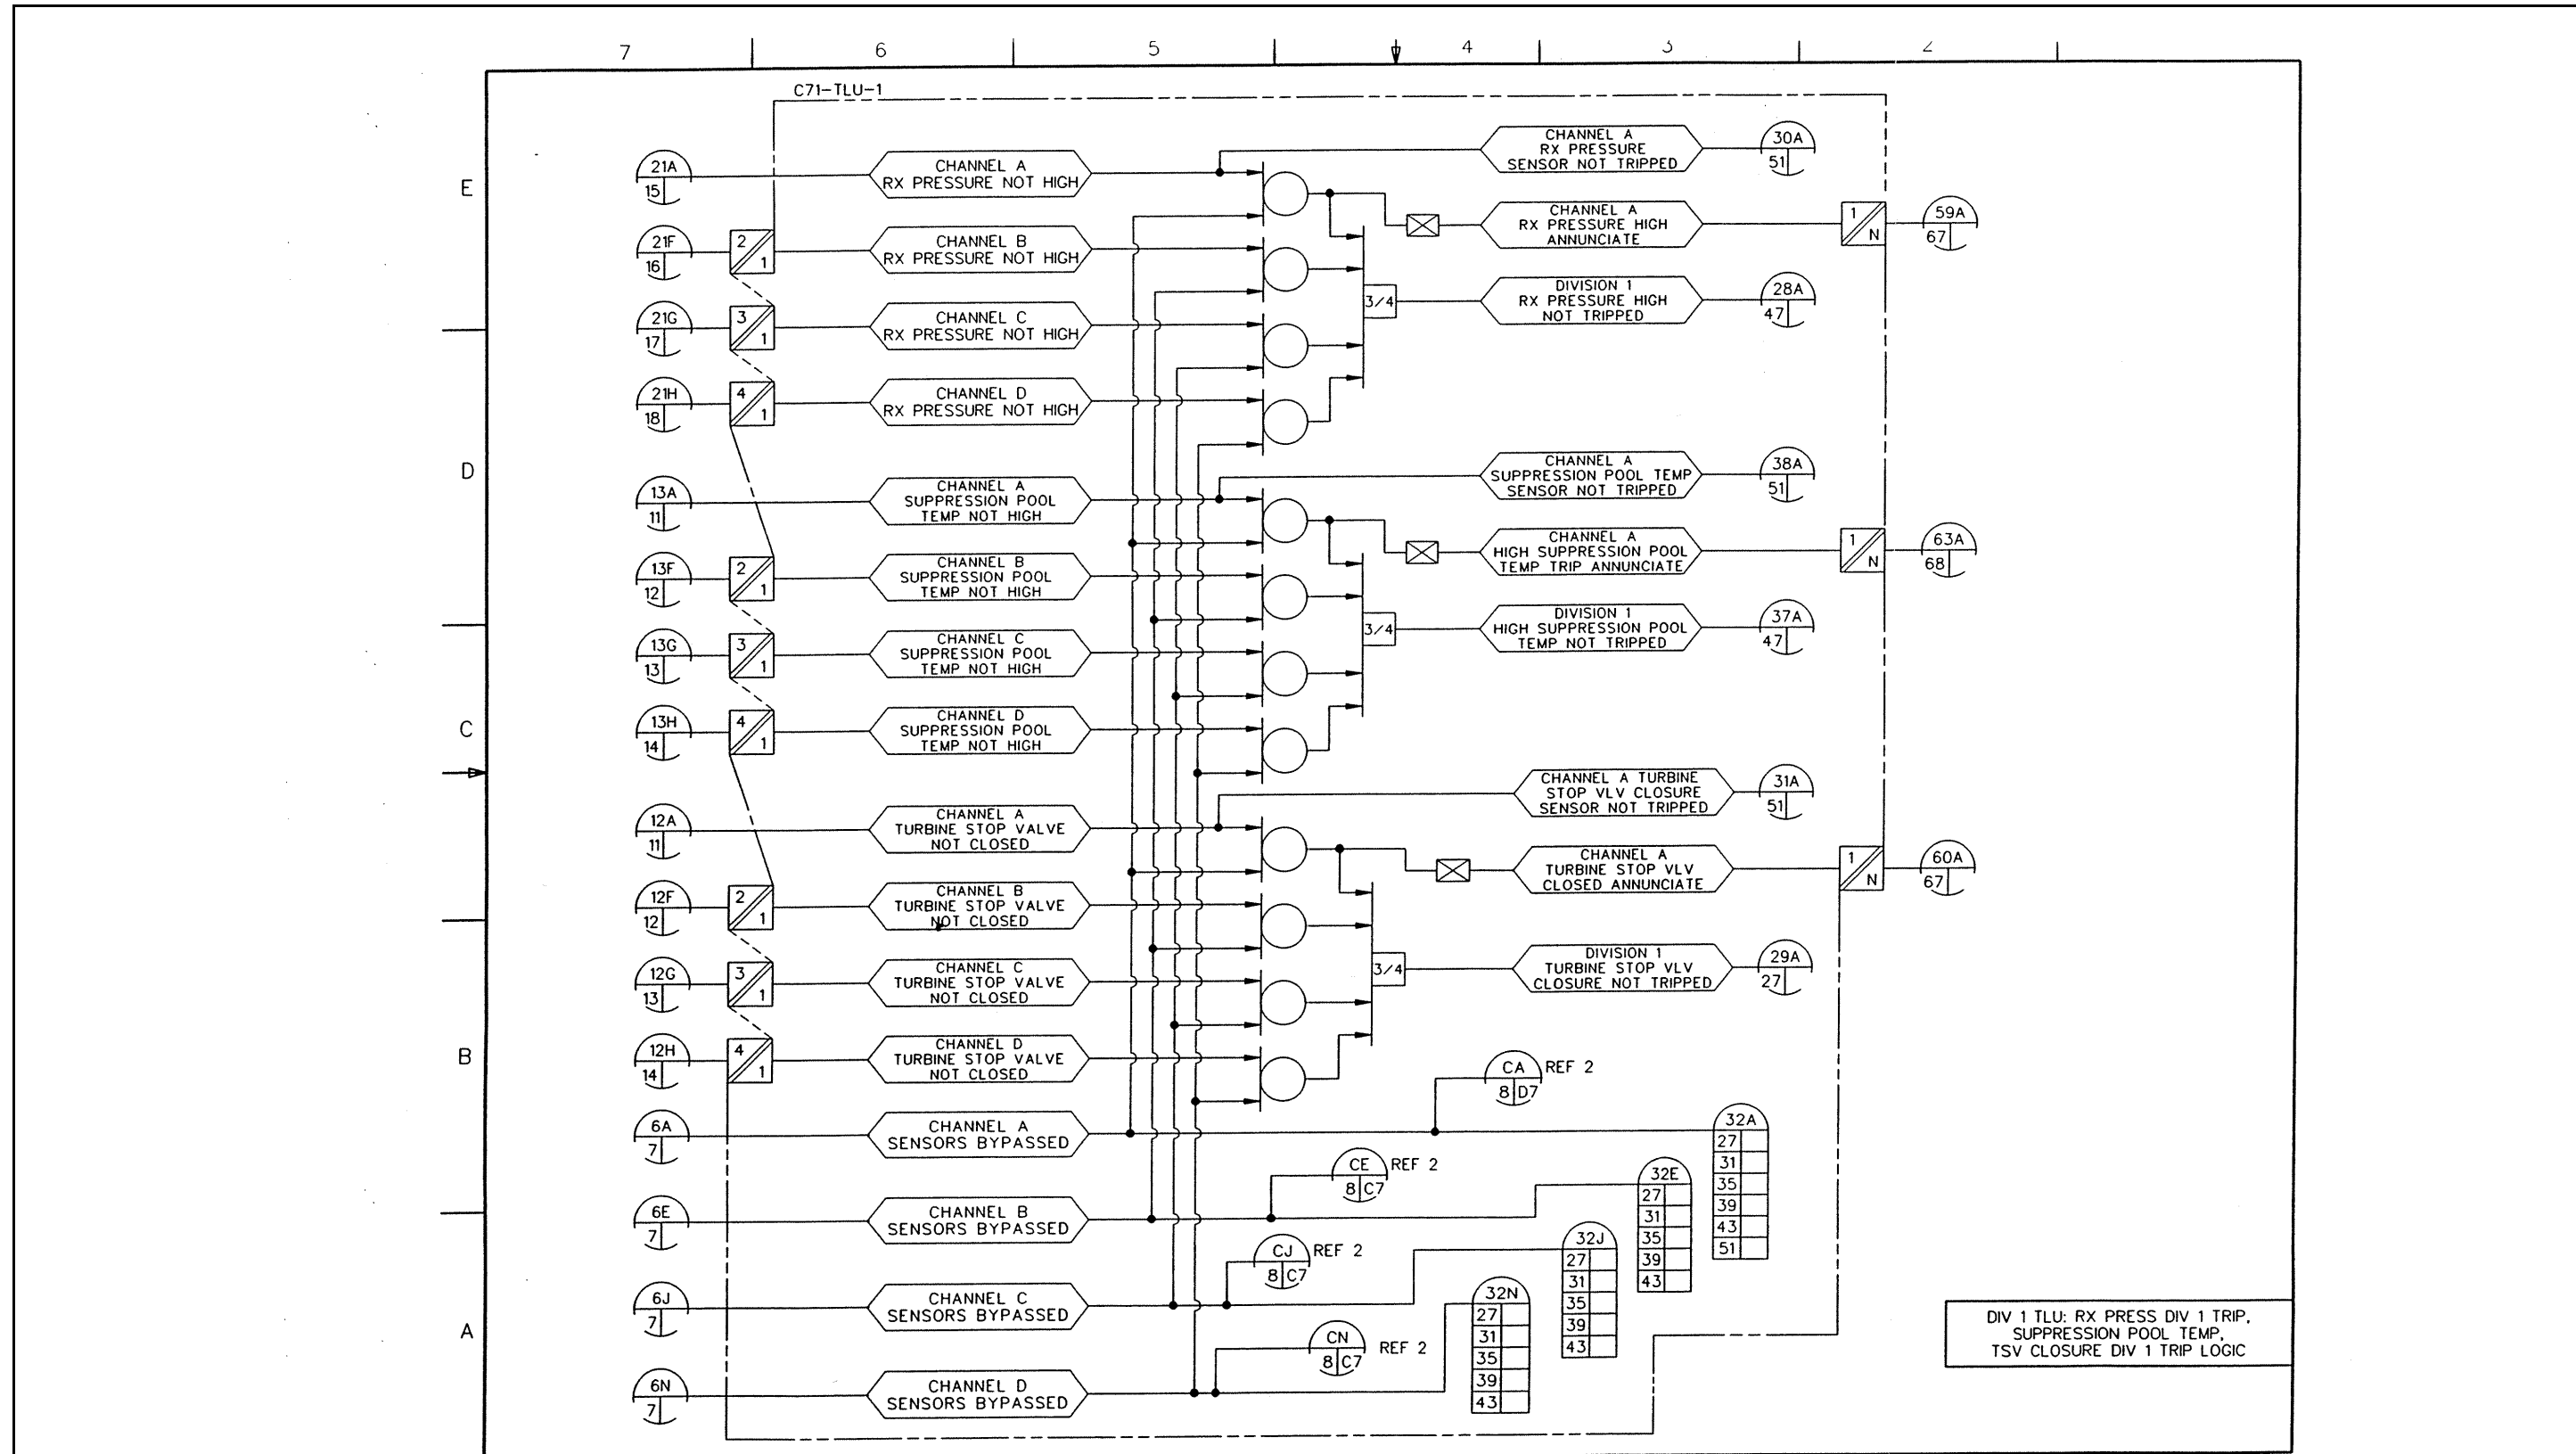 7 6 5 4 3 2
C71-TLU-1
E
D
C
B
A
21A
15
CHANNEL A
RX PRESSURE NOT HIGH
CHANNEL A
RX PRESSURE
SENSOR NOT TRIPPED
30A
51
21F
16
2
1
CHANNEL B
RX PRESSURE NOT HIGH
CHANNEL A
RX PRESSURE HIGH
ANNUNCIATE
1
N
59A
67
21G
17
3
1
CHANNEL C
RX PRESSURE NOT HIGH
3/4
DIVISION 1
RX PRESSURE HIGH
NOT TRIPPED
28A
47
21H
18
4
1
CHANNEL D
RX PRESSURE NOT HIGH
13A
11
CHANNEL A
SUPPRESSION POOL
TEMP NOT HIGH
CHANNEL A
SUPPRESSION POOL TEMP
SENSOR NOT TRIPPED
38A
51
13F
12
2
1
CHANNEL B
SUPPRESSION POOL
TEMP NOT HIGH
CHANNEL A
HIGH SUPPRESSION POOL
TEMP TRIP ANNUNCIATE
1
N
63A
68
13G
13
3
1
CHANNEL C
SUPPRESSION POOL
TEMP NOT HIGH
3/4
DIVISION 1
HIGH SUPPRESSION POOL
TEMP NOT TRIPPED
37A
47
13H
14
4
1
CHANNEL D
SUPPRESSION POOL
TEMP NOT HIGH
12A
11
CHANNEL A
TURBINE STOP VALVE
NOT CLOSED
CHANNEL A TURBINE
STOP VLV CLOSURE
SENSOR NOT TRIPPED
31A
51
12F
12
2
1
CHANNEL B
TURBINE STOP VALVE
NOT CLOSED
CHANNEL A
TURBINE STOP VLV
CLOSED ANNUNCIATE
1
N
60A
67
12G
13
3
1
CHANNEL C
TURBINE STOP VALVE
NOT CLOSED
3/4
DIVISION 1
TURBINE STOP VLV
CLOSURE NOT TRIPPED
29A
27
12H
14
4
1
CHANNEL D
TURBINE STOP VALVE
NOT CLOSED
CA
8 D7
REF 2
6A
7
CHANNEL A
SENSORS BYPASSED
32A
27
31
35
39
43
51
6E
7
CHANNEL B
SENSORS BYPASSED
CE
8 C7
REF 2
32E
27
31
35
39
43
6J
7
CHANNEL C
SENSORS BYPASSED
CJ
8 C7
REF 2
32J
27
31
35
39
43
6N
7
CHANNEL D
SENSORS BYPASSED
CN
8 C7
REF 2
32N
27
31
35
39
43
DIV 1 TLU: RX PRESS DIV 1 TRIP,
SUPPRESSION POOL TEMP,
TSV CLOSURE DIV 1 TRIP LOGIC